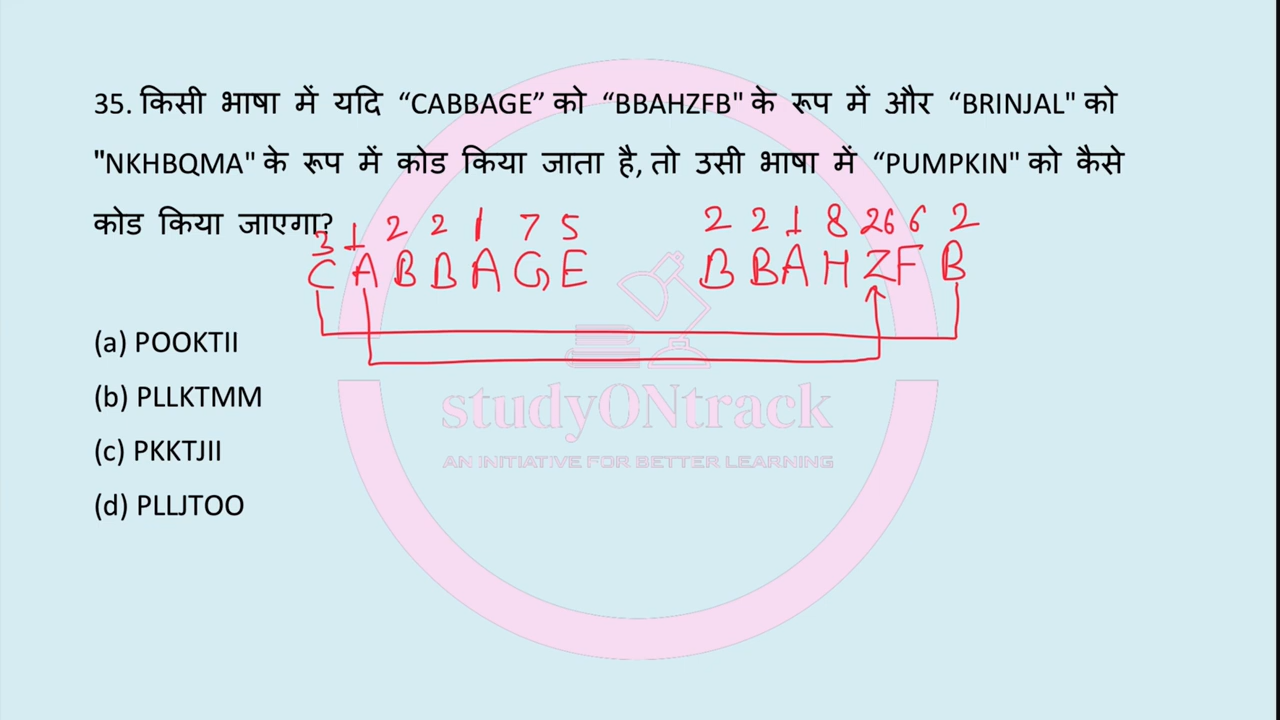 35. किसी भाषा में यदि “CABBAGE” को “BBAHZFB" के रूप में और “BRINJAL" को
"NKHBQMA" के रूप में कोड किया जाता है, तो उसी भाषा में “PUMPKIN" को कैसे
कोड किया जाएगा?
3 1 2 2 1 7 5 2 2 1 8 26 6 2
C A B B A G E B B A H Z F B
(a) POOKTII
(b) PLLKTMM
(c) PKKTJII
(d) PLLJTOO
studyONtrack
AN INITIATIVE FOR BETTER LEARNING